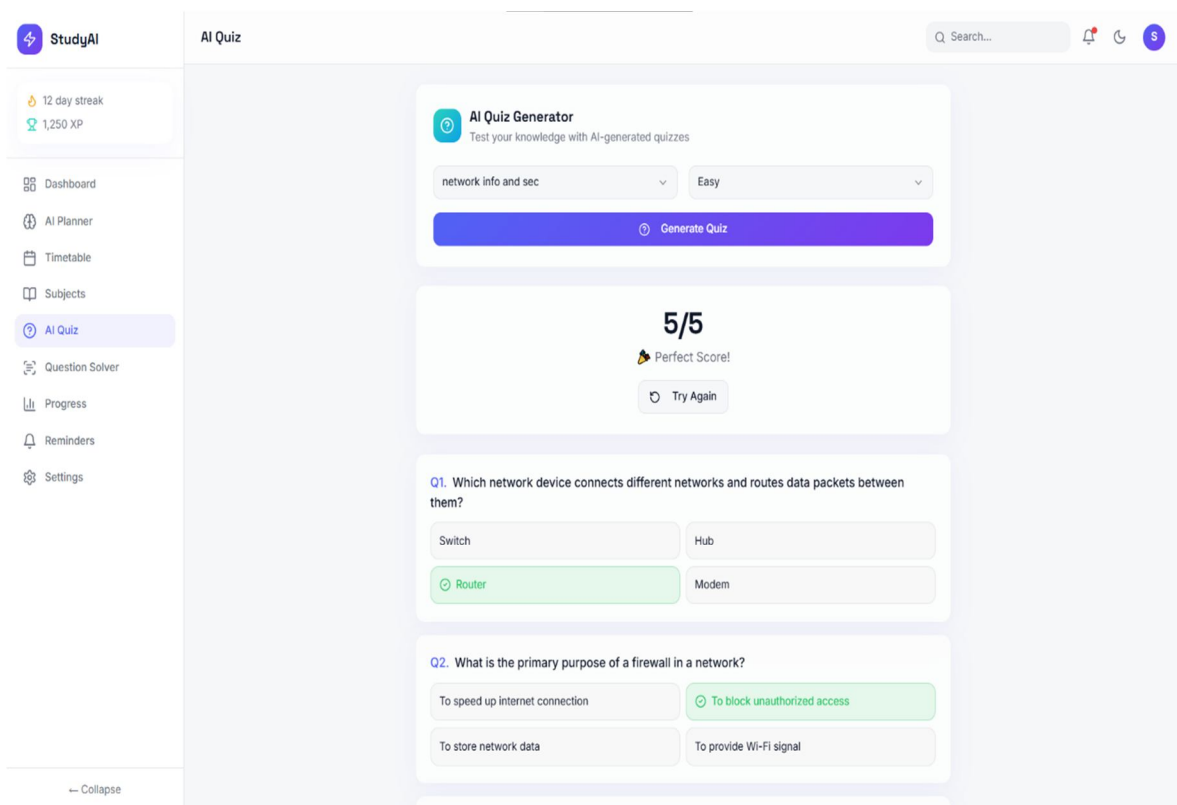 StudyAI
AI Quiz
Search...
S
12 day streak
1,250 XP
Dashboard
AI Planner
Timetable
Subjects
AI Quiz
Question Solver
Progress
Reminders
Settings
← Collapse
AI Quiz Generator
Test your knowledge with AI-generated quizzes
network info and sec
Easy
Generate Quiz
5/5
Perfect Score!
Try Again
Q1. Which network device connects different networks and routes data packets between
them?
Switch
Hub
Router
Modem
Q2. What is the primary purpose of a firewall in a network?
To speed up internet connection
To block unauthorized access
To store network data
To provide Wi-Fi signal